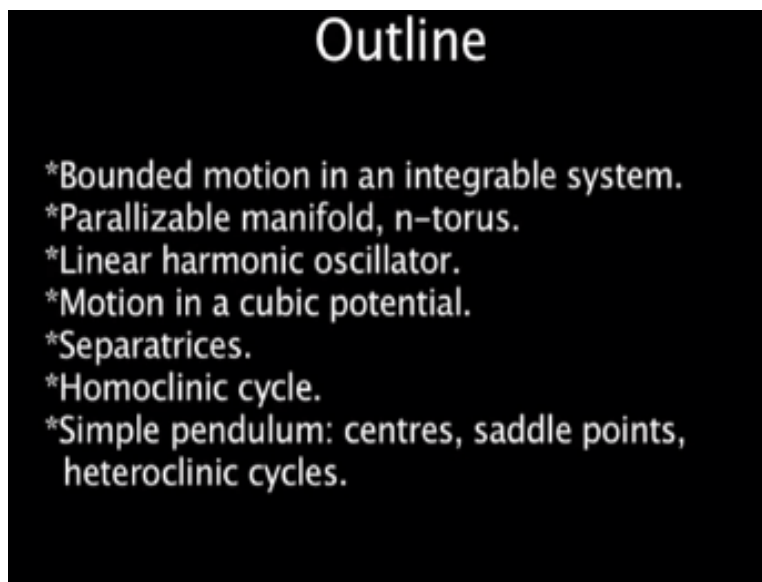 Outline
*Bounded motion in an integrable system.
*Parallizable manifold, n-torus.
*Linear harmonic oscillator.
*Motion in a cubic potential.
*Separatrices.
*Homoclinic cycle.
*Simple pendulum: centres, saddle points,
heteroclinic cycles.